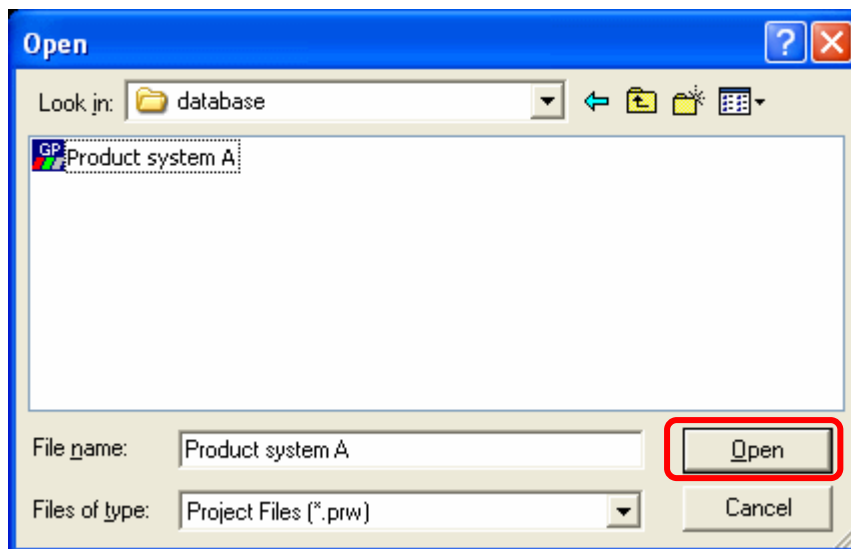 Open
Look in: database
GP Product system A
File name: Product system A Open
Files of type: Project Files (*.prw) Cancel